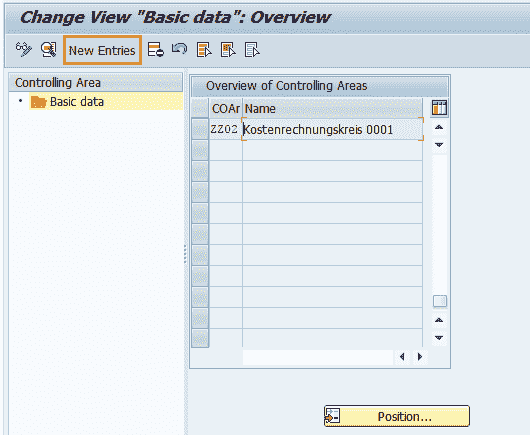 Change View "Basic data": Overview
New Entries
Controlling Area
Basic data
Overview of Controlling Areas
COAr Name
ZZ02 Kostenrechnungskreis 0001
Position...